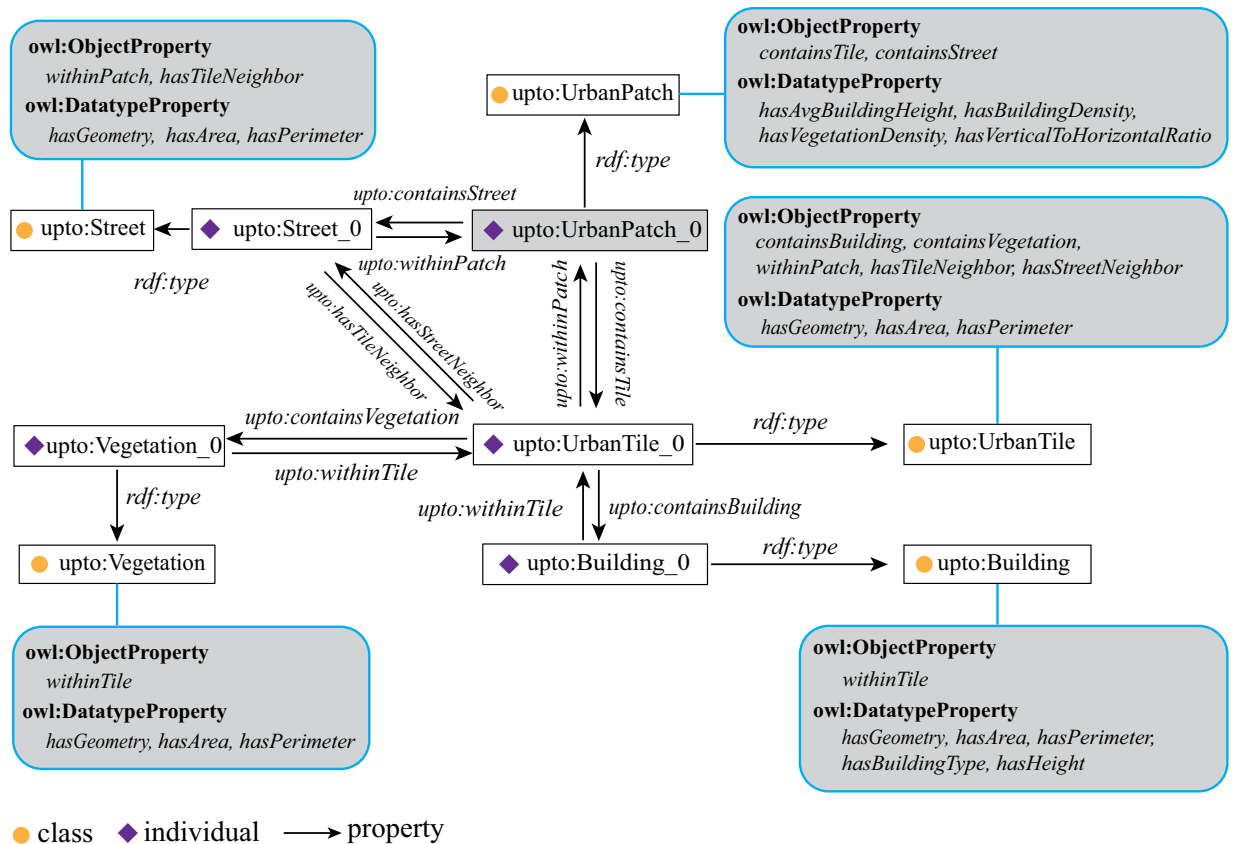 owl:ObjectProperty
withinPatch, hasTileNeighbor
owl:DatatypeProperty
hasGeometry, hasArea, hasPerimeter
owl:ObjectProperty
containsTile, containsStreet
owl:DatatypeProperty
hasAvgBuildingHeight, hasBuildingDensity,
hasVegetationDensity, hasVerticalToHorizontalRatio
upto:UrbanPatch
rdf:type
upto:containsStreet
upto:Street
upto:Street_0
upto:UrbanPatch_0
rdf:type
upto:withinPatch
owl:ObjectProperty
containsBuilding, containsVegetation,
withinPatch, hasTileNeighbor, hasStreetNeighbor
owl:DatatypeProperty
hasGeometry, hasArea, hasPerimeter
upto:hasTileNeighbor
upto:hasStreetNeighbor
upto:withinPatch
upto:containsTile
upto:containsVegetation
upto:Vegetation_0
upto:UrbanTile_0
rdf:type
upto:UrbanTile
upto:withinTile
rdf:type
upto:withinTile
upto:containsBuilding
upto:Vegetation
upto:Building_0
rdf:type
upto:Building
owl:ObjectProperty
withinTile
owl:DatatypeProperty
hasGeometry, hasArea, hasPerimeter
owl:ObjectProperty
withinTile
owl:DatatypeProperty
hasGeometry, hasArea, hasPerimeter,
hasBuildingType, hasHeight
class
individual
property